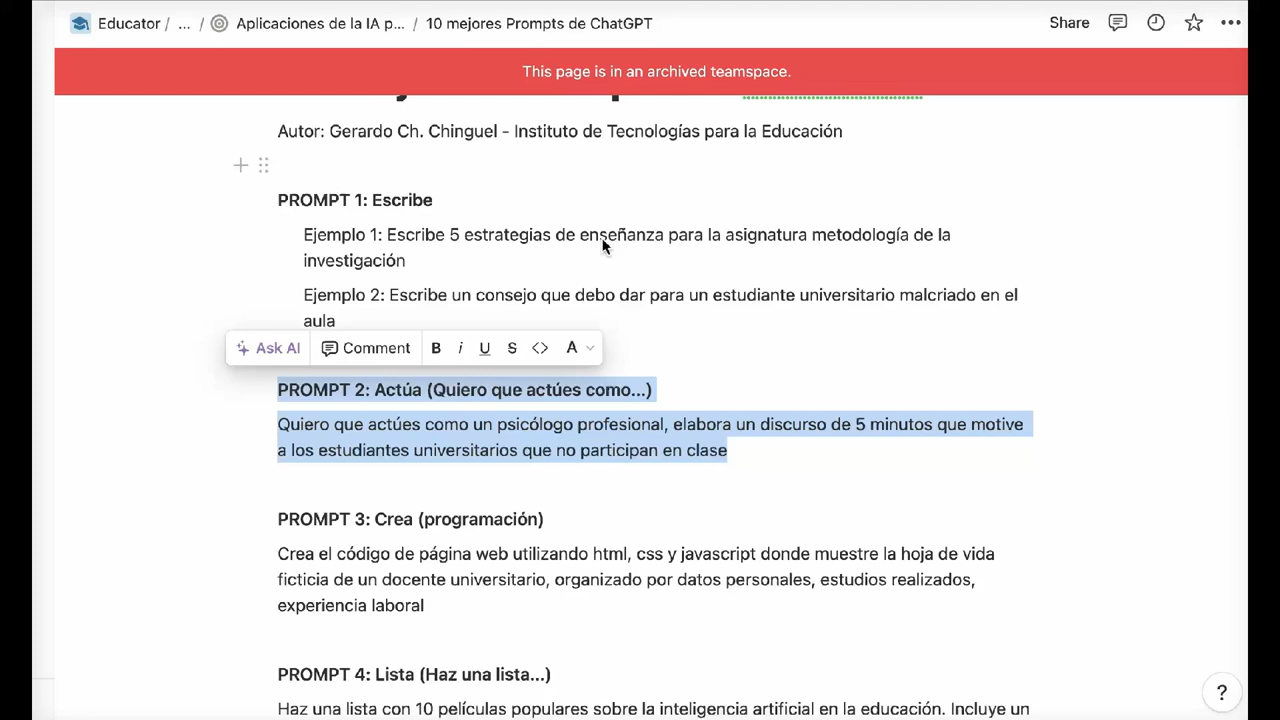 Educator / ... / Aplicaciones de la IA p... / 10 mejores Prompts de ChatGPT
Share
This page is in an archived teamspace.
Autor: Gerardo Ch. Chinguel - Instituto de Tecnologías para la Educación
PROMPT 1: Escribe
Ejemplo 1: Escribe 5 estrategias de enseñanza para la asignatura metodología de la
investigación
Ejemplo 2: Escribe un consejo que debo dar para un estudiante universitario malcriado en el
aula
Ask AI Comment B i U S <> A
PROMPT 2: Actúa (Quiero que actúes como...)
Quiero que actúes como un psicólogo profesional, elabora un discurso de 5 minutos que motive
a los estudiantes universitarios que no participan en clase
PROMPT 3: Crea (programación)
Crea el código de página web utilizando html, css y javascript donde muestre la hoja de vida
ficticia de un docente universitario, organizado por datos personales, estudios realizados,
experiencia laboral
PROMPT 4: Lista (Haz una lista...)
Haz una lista con 10 películas populares sobre la inteligencia artificial en la educación. Incluye un
?